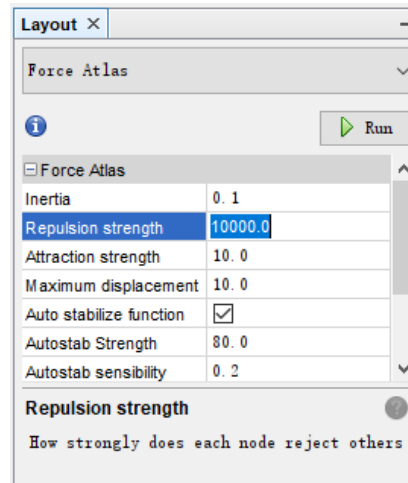 Layout ×
Force Atlas
Run
Force Atlas
Inertia 0.1
Repulsion strength 10000.0
Attraction strength 10.0
Maximum displacement 10.0
Auto stabilize function
Autostab Strength 80.0
Autostab sensibility 0.2
Repulsion strength
How strongly does each node reject others